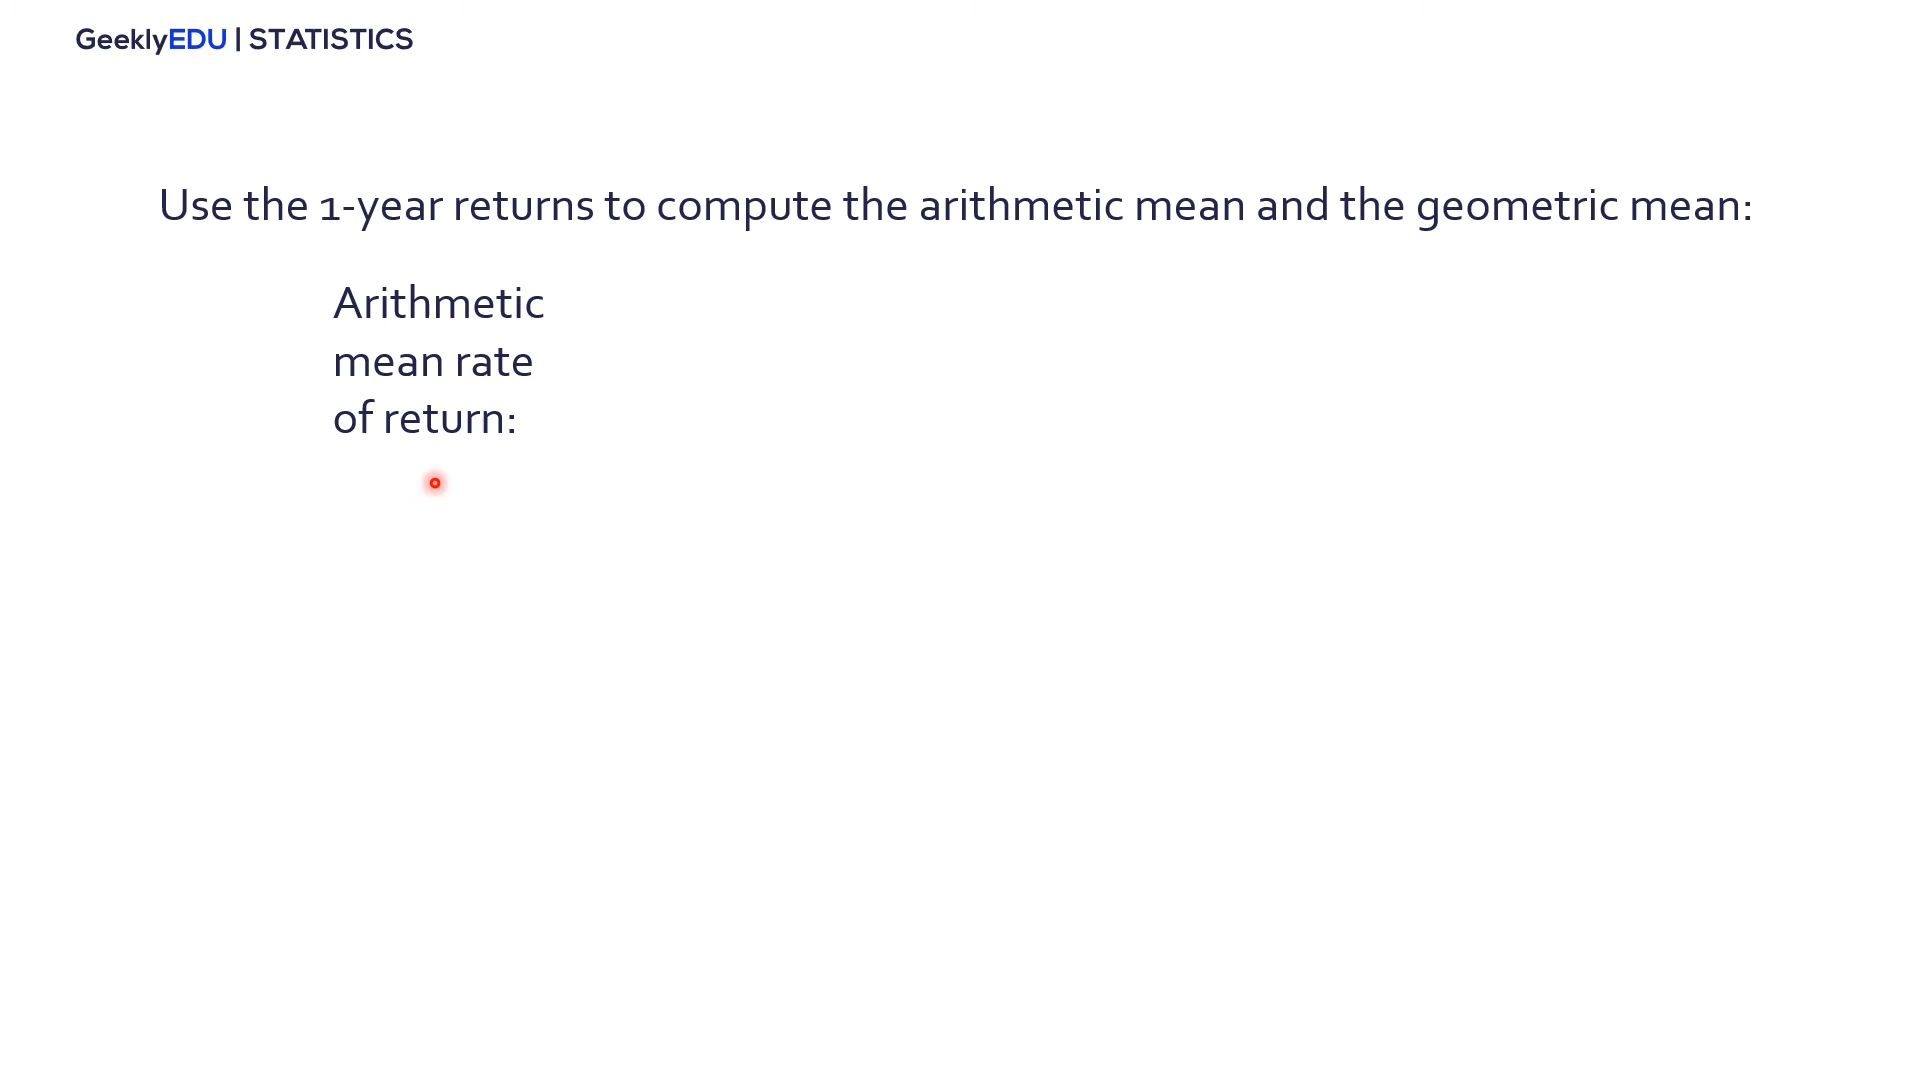 GeeklyEDU | STATISTICS
Use the 1-year returns to compute the arithmetic mean and the geometric mean:
Arithmetic
mean rate
of return: